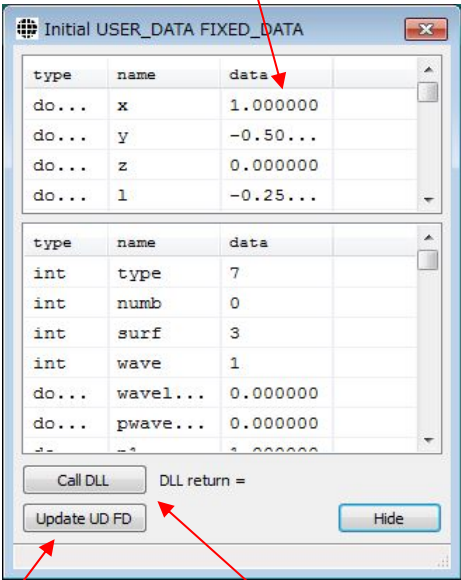 Initial USER_DATA FIXED_DATA
type name data
do... x 1.000000
do... y -0.50...
do... z 0.000000
do... l -0.25...
type name data
int type 7
int numb 0
int surf 3
int wave 1
do... wavel... 0.000000
do... pwave... 0.000000
Call DLL DLL return =
Update UD FD Hide